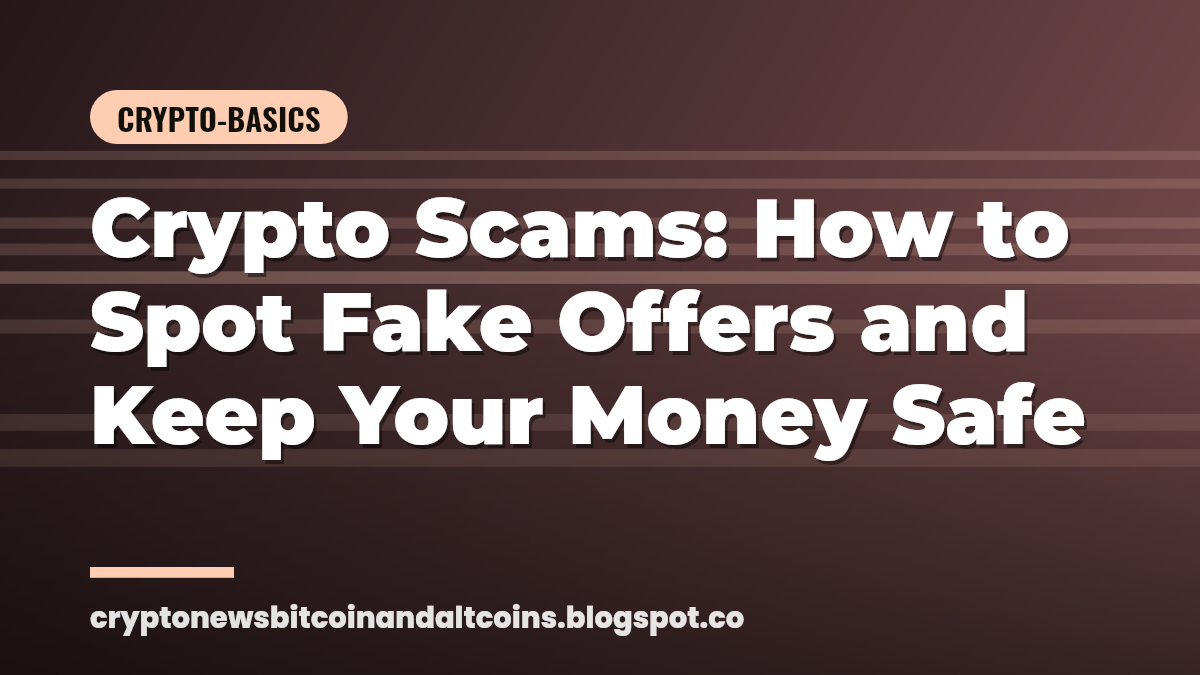 CRYPTO-BASICS
Crypto Scams: How to
Spot Fake Offers and
Keep Your Money Safe
cryptonewsbitcoinandaltcoins.blogspot.co